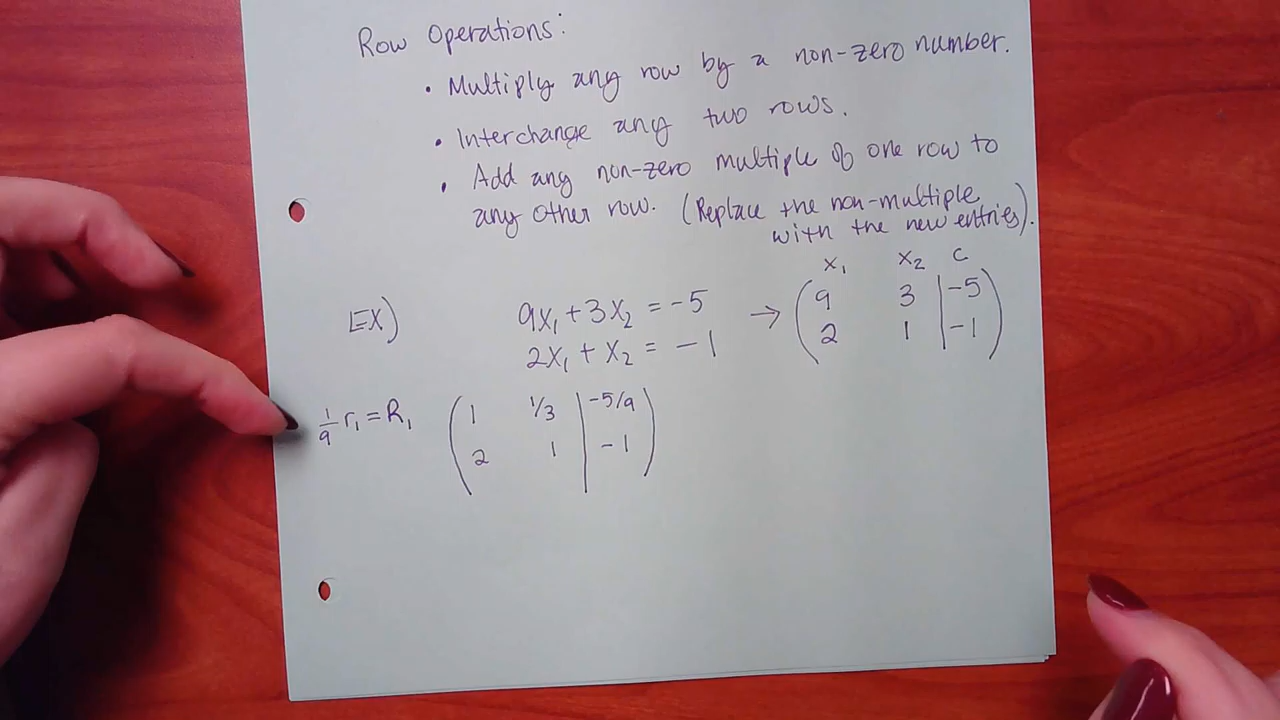 Row Operations:
• Multiply any row by a non-zero number.
• Interchange any two rows.
• Add any non-zero multiple of one row to
any other row. (Replace the non-multiple
with the new entries).
x₁ x₂ c
EX) 9x₁ + 3x₂ = -5 → ( 9 3 | -5 )
2x₁ + x₂ = -1 ( 2 1 | -1 )
1/9 r₁ = R₁ ( 1 1/3 | -5/9 )
( 2 1 | -1 )